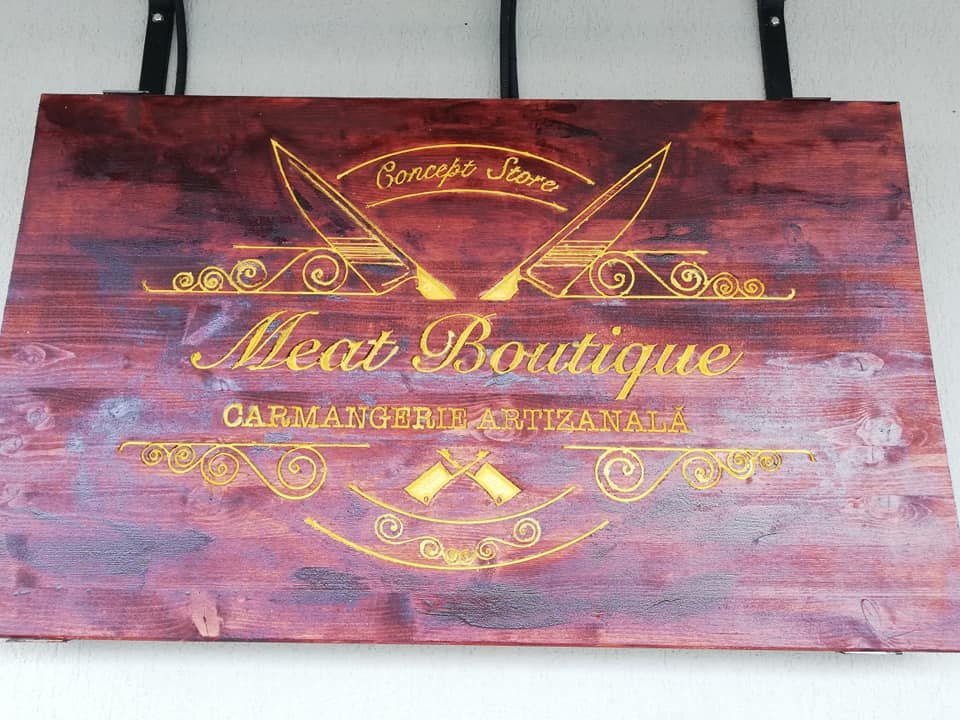 Concept Store
Meat Boutique
CARMANGERIE ARTIZANALĂ